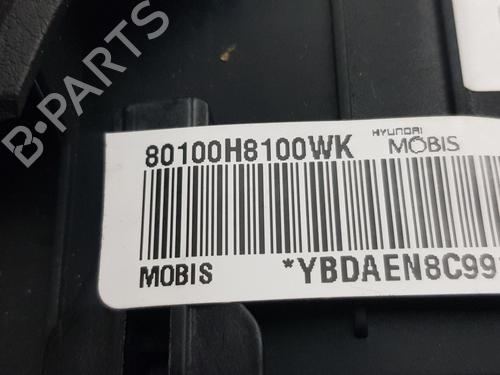 80100H8100WK
HYUNDAI
MOBIS
MOBIS
*YBDAEN8C99
B-PARTS